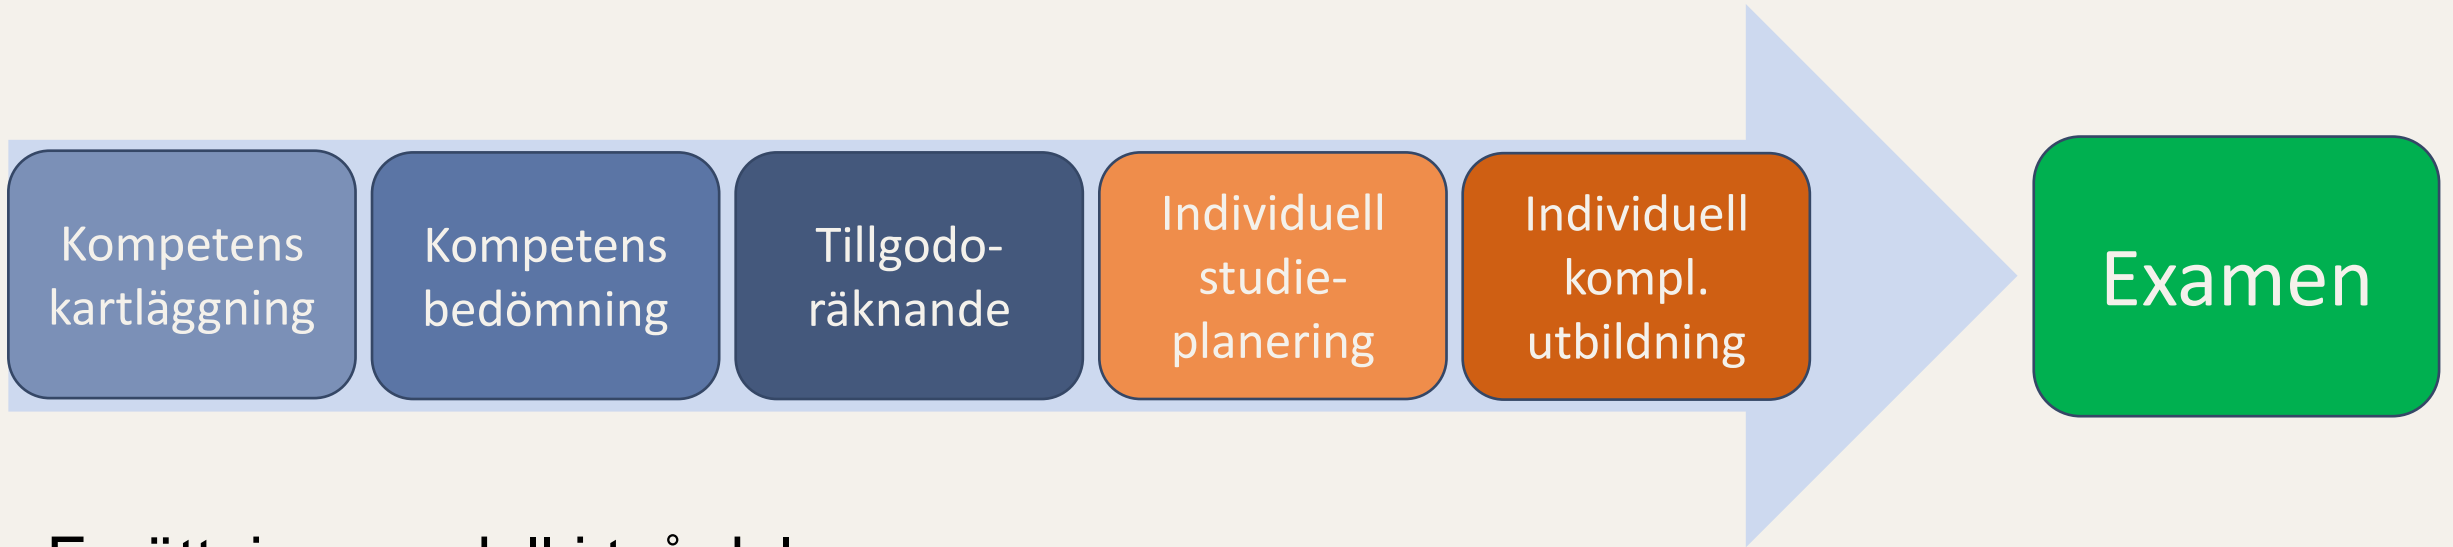 Kompetens
kartläggning
Kompetens
bedömning
Tillgodo-
räknande
Individuell
studie-
planering
Individuell
kompl.
utbildning
Examen